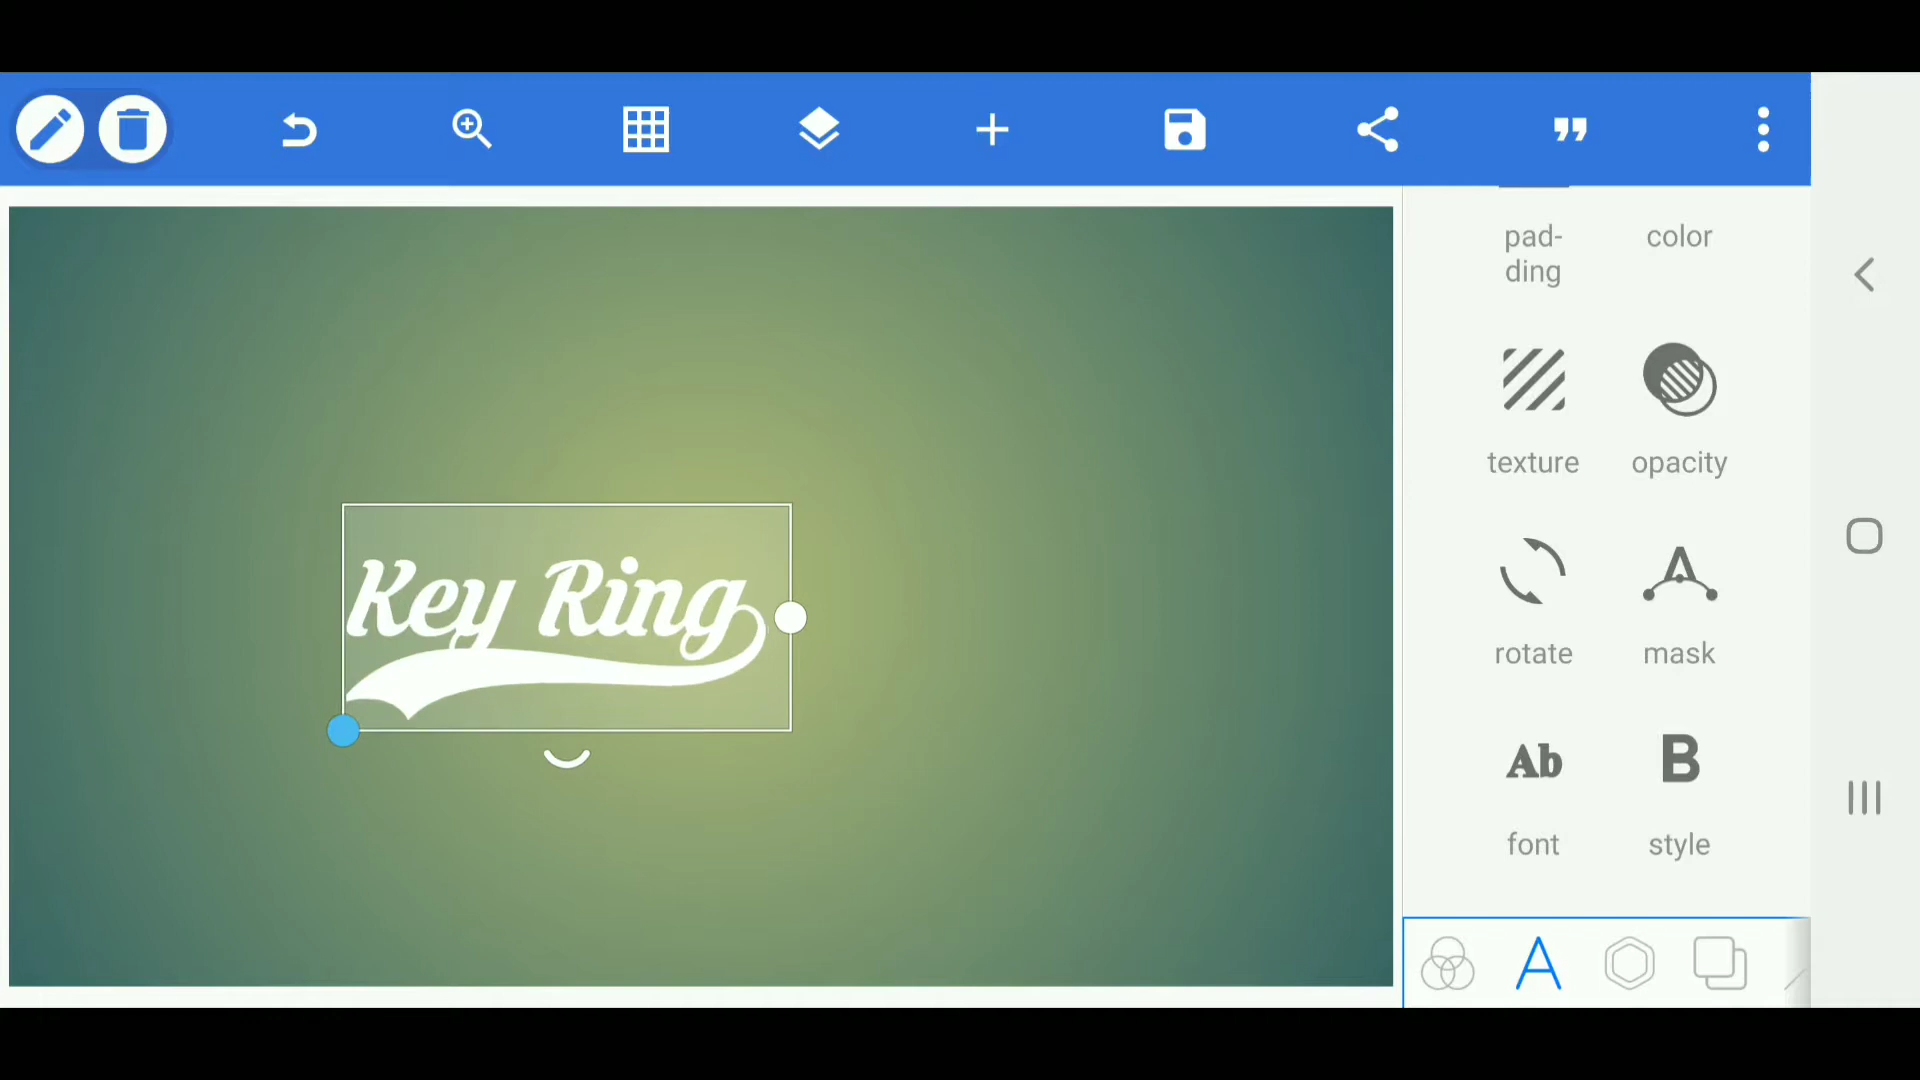 pad-
ding
color
texture
opacity
Key Ring
rotate
mask
Ab
B
font
style
A